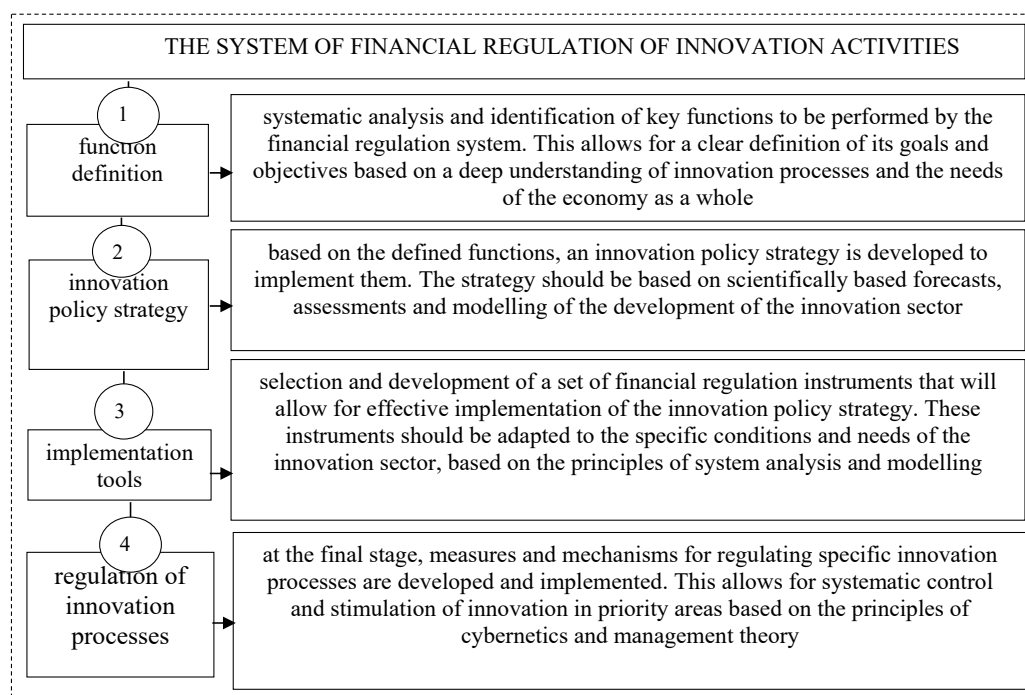 THE SYSTEM OF FINANCIAL REGULATION OF INNOVATION ACTIVITIES
1
function
definition
systematic analysis and identification of key functions to be performed by the
financial regulation system. This allows for a clear definition of its goals and
objectives based on a deep understanding of innovation processes and the needs
of the economy as a whole
2
innovation
policy strategy
based on the defined functions, an innovation policy strategy is developed to
implement them. The strategy should be based on scientifically based forecasts,
assessments and modelling of the development of the innovation sector
3
implementation
tools
selection and development of a set of financial regulation instruments that will
allow for effective implementation of the innovation policy strategy. These
instruments should be adapted to the specific conditions and needs of the
innovation sector, based on the principles of system analysis and modelling
4
regulation of
innovation
processes
at the final stage, measures and mechanisms for regulating specific innovation
processes are developed and implemented. This allows for systematic control
and stimulation of innovation in priority areas based on the principles of
cybernetics and management theory